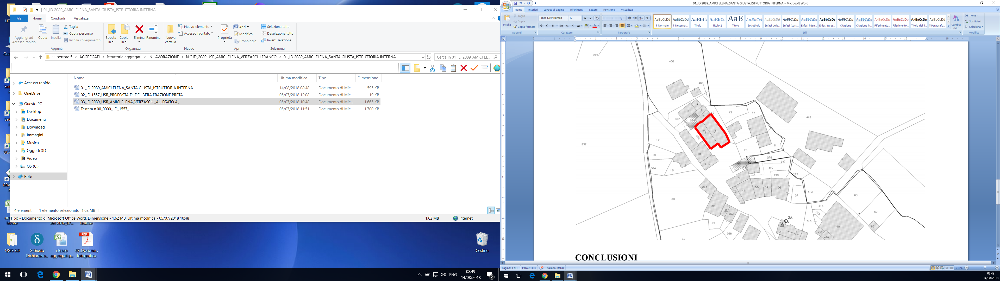 01_ID 2089_AMICI ELENA_SANTA GIUSTA_ISTRUTTORIA INTERNA
File Home Condividi Visualizza
Aggiungi ad Accesso rapido
Copia
Incolla
Taglia
Copia percorso
Incolla collegamento
Sposta in
Copia in
Elimina
Rinomina
Nuova cartella
Nuovo elemento
Accesso facilitato
Proprietà
Apri
Modifica
Cronologia
Seleziona tutto
Deseleziona tutto
Inverti selezione
Appunti Organizza Nuovo Apri Seleziona
« settore 5 > AGGREGATI > istruttorie aggregati > IN LAVORAZIONE > N.C.ID_2089 USR_AMICI ELENA_VERZASCHI FRANCO > 01_ID 2089_AMICI ELENA_SANTA GIUSTA_ISTRUTTORIA INTERNA
Cerca in 01_ID 2089_AMICI EL...
Nome Ultima modifica Tipo Dimensione
01_ID 2089_AMICI ELENA_SANTA GIUSTA_ISTRUTTORIA INTERNA 14/08/2018 08:48 Documento di Mic... 595 KB
02_ID 1557_USR_PROPOSTA DI DELIBERA FRAZIONE PRETA 05/07/2018 12:08 Documento di Mic... 19 KB
03_ID 2089_USR_AMICI ELENA_VERZASCHI_ALLEGATO A_ 05/07/2018 10:48 Documento di Mic... 1.665 KB
Testata n.00_0000_ ID_1557_ 05/07/2018 11:51 Documento di Mic... 1.700 KB
Accesso rapido
OneDrive
Questo PC
Desktop
Documenti
Download
Immagini
Musica
Oggetti 3D
Video
OS (C:)
Rete
4 elementi 1 elemento selezionato 1,62 MB
Tipo - Documento di Microsoft Office Word, Dimensione - 1,62 MB, Ultima modifica - 05/07/2018 10:48 1,62 MB Internet
lavoro
del 2018_07...
Grafico
QGIS 3.0
S Giusta Dichiarazio...
elenco aggregati p...
PDF
07_Docume... fotografica
Cestino
ENG
08:49
14/08/2018
2
01_ID 2089_AMICI ELENA_SANTA GIUSTA_ISTRUTTORIA INTERNA - Microsoft Word
Home Inserisci Layout di pagina Riferimenti Lettere Revisione Visualizza
Incolla
Taglia
Copia
Copia formato
Times New Roman 12
AaBbCcDd AaBbCcDd AaBbC AaBbCc AaB AaBbCc AaBbCcDd AaBbCcDd AaBbCcDd AaBbCcDd AaBbCcDd AaBbCcDd AaBbCcDd AaBbCcDd AaBbCcDd AaBbCcDd
¶ Normale ¶ Nessuna ... Titolo 1 Titolo 2 Titolo Sottotitolo Enfasi delic... Enfasi (cors... Enfasi inten... Enfasi (gras... Citazione Citazione in... Riferimento... Riferimento... Titolo del li... ¶ Paragrafo...
Cambia stili
Trova
Sostituisci
Seleziona
Appunti Carattere Paragrafo Stili Modifica
227
406
409
4
3
5
6
12
13
14
412
407
7
275
276
9
10
415
17
232
18
304
19
15
16
278
347
410
299
414
31
421
422
34
36
37
413
284
20
22
369
23
368
314
315
316
63
62
59
60
423
420
2A
A
CONCLUSIONI
Pagina: 3 di 3 Parole: 303 Italiano (Italia) 210%
08:49
14/08/2018